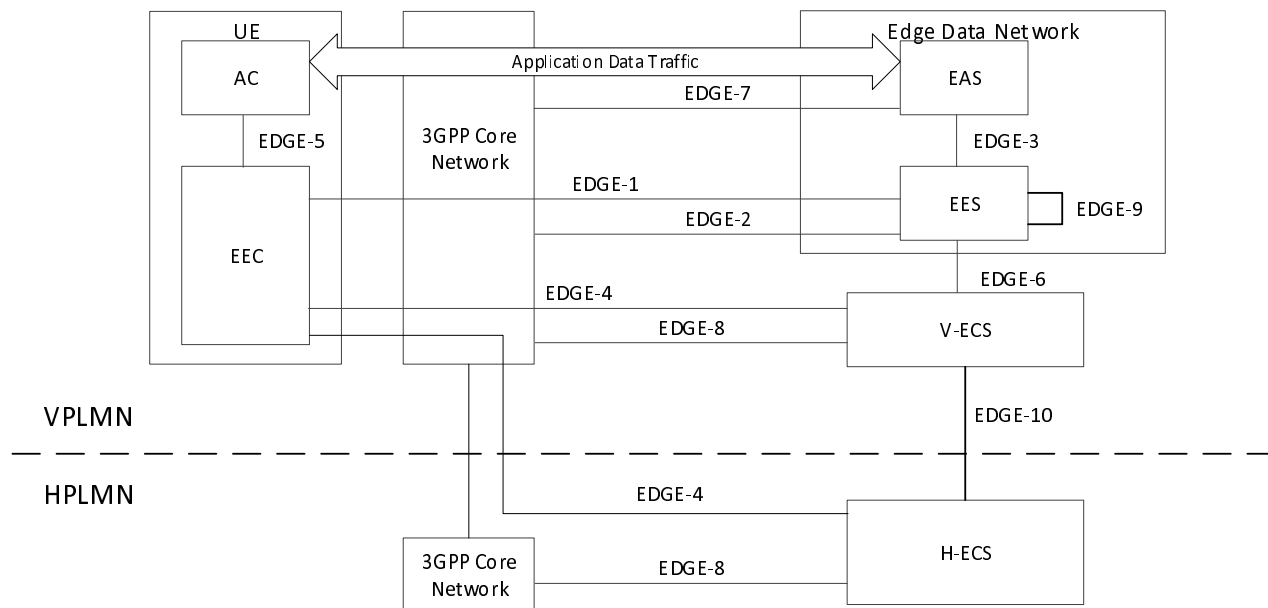 UE
Edge Data Network
AC
Application Data Traffic
EAS
EDGE-7
EDGE-5
3GPP Core
Network
EDGE-3
EDGE-1
EES
EDGE-9
EDGE-2
EEC
EDGE-6
EDGE-4
EDGE-8
V-ECS
VPLMN
EDGE-10
HPLMN
EDGE-4
H-ECS
3GPP Core
Network
EDGE-8